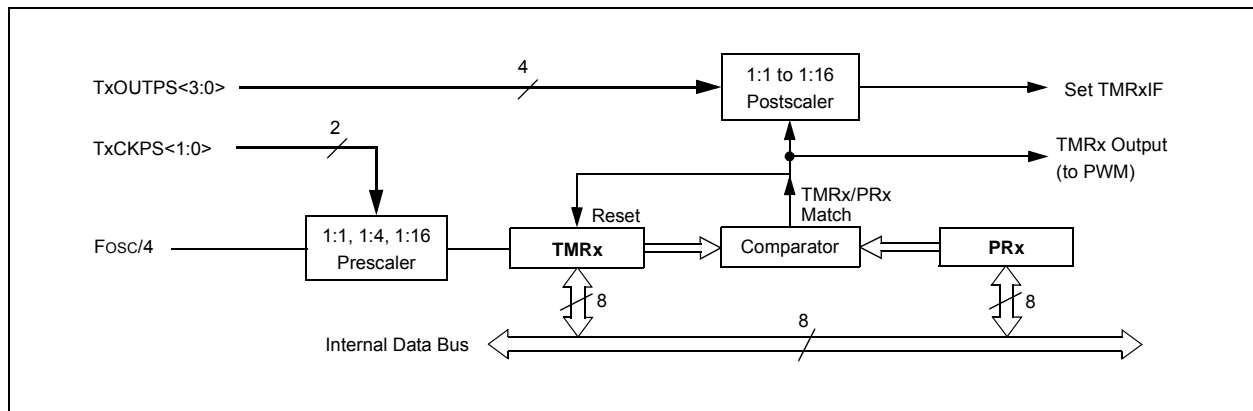 TxOUTPS<3:0>
4
1:1 to 1:16
Postscaler
Set TMRxIF
TxCKPS<1:0>
2
TMRx Output
(to PWM)
TMRx/PRx
Match
Reset
FOSC/4
1:1, 1:4, 1:16
Prescaler
TMRx
Comparator
PRx
8
8
8
Internal Data Bus